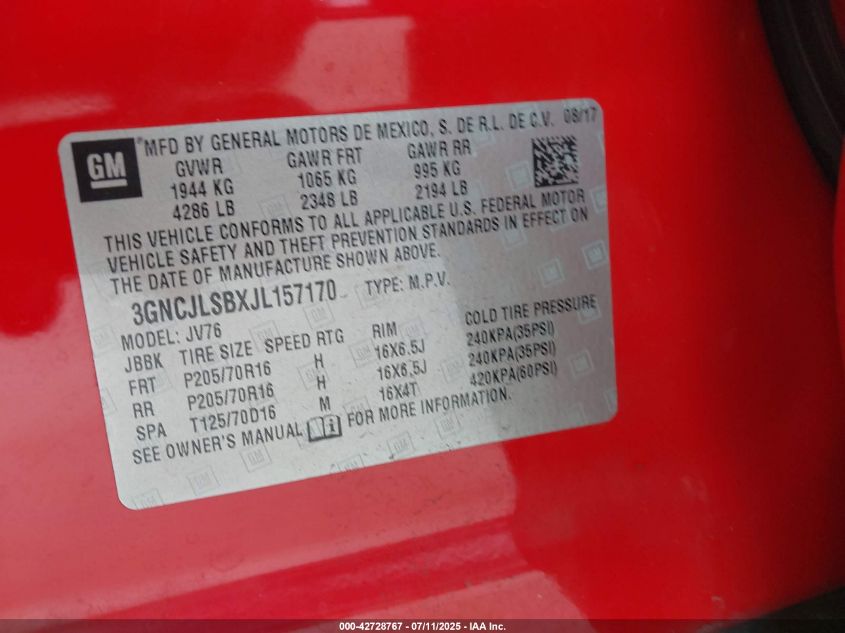 GM
® MFD BY GENERAL MOTORS DE MEXICO, S. DE R.L. DE C.V. 08/17
GVWR GAWR FRT GAWR RR
1944 KG 1065 KG 995 KG
4286 LB 2348 LB 2194 LB
THIS VEHICLE CONFORMS TO ALL APPLICABLE U.S. FEDERAL MOTOR
VEHICLE SAFETY AND THEFT PREVENTION STANDARDS IN EFFECT ON
THE DATE OF MANUFACTURE SHOWN ABOVE.
3GNCJLSBXJL157170 TYPE: M.P.V.
MODEL: JV76
JBBK TIRE SIZE SPEED RTG RIM COLD TIRE PRESSURE
FRT P205/70R16 H 16X6.5J 240KPA(35PSI)
RR P205/70R16 H 16X6.5J 240KPA(35PSI)
SPA T125/70D16 M 16X4T 420KPA(60PSI)
SEE OWNER'S MANUAL FOR MORE INFORMATION.
000-42728767 - 07/11/2025 - IAA Inc.